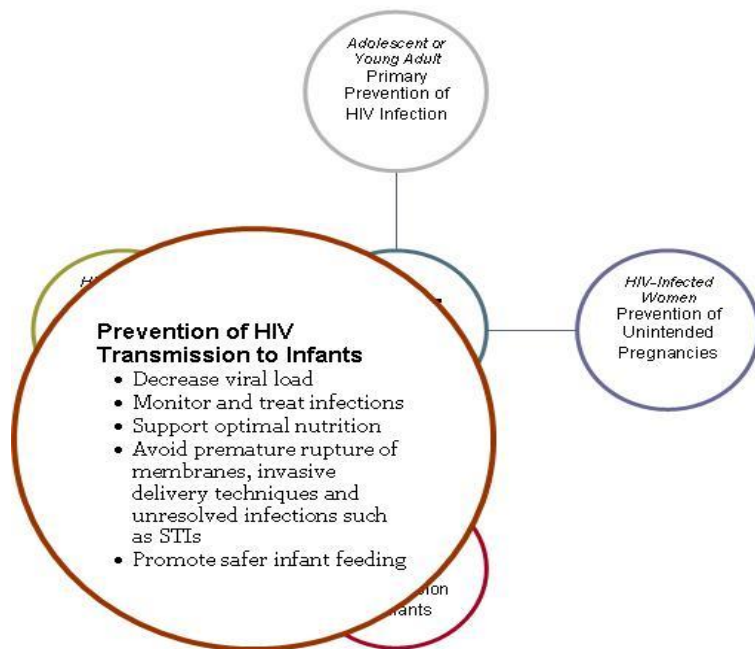 Adolescent or
Young Adult
Primary
Prevention of
HIV Infection
HIV-Infected
Women
Prevention of
Unintended
Pregnancies
Prevention of HIV
Transmission to Infants
• Decrease viral load
• Monitor and treat infections
• Support optimal nutrition
• Avoid premature rupture of
membranes, invasive
delivery techniques and
unresolved infections such
as STIs
• Promote safer infant feeding